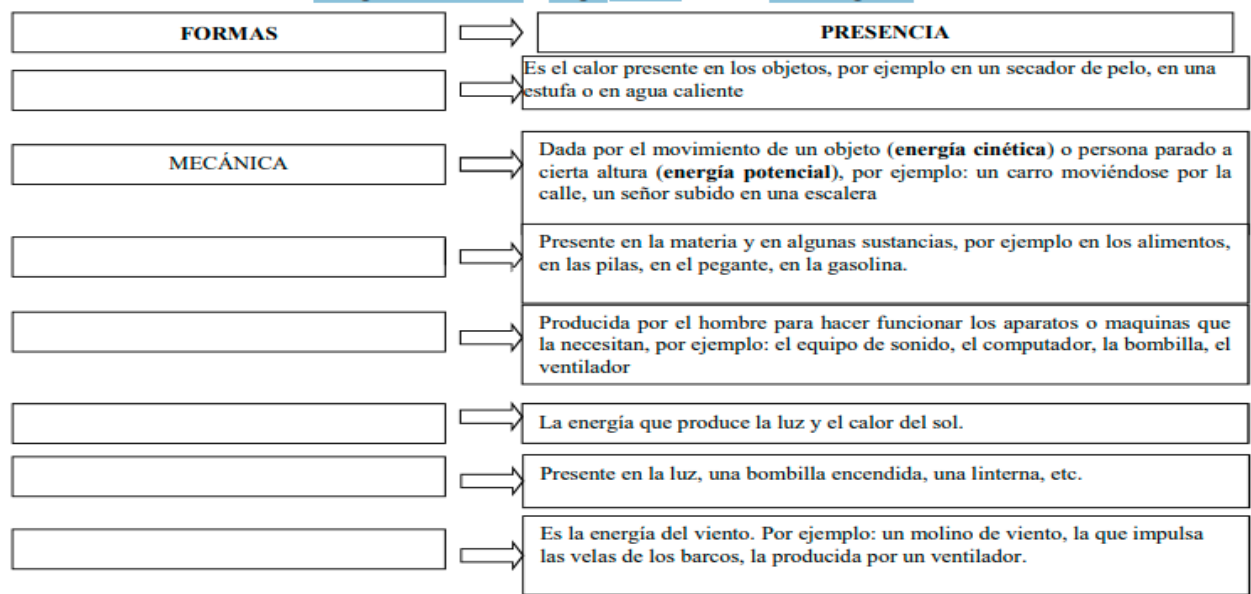 FORMAS
PRESENCIA
Es el calor presente en los objetos, por ejemplo en un secador de pelo, en una
estufa o en agua caliente
MECÁNICA
Dada por el movimiento de un objeto (energía cinética) o persona parado a
cierta altura (energía potencial), por ejemplo: un carro moviéndose por la
calle, un señor subido en una escalera
Presente en la materia y en algunas sustancias, por ejemplo en los alimentos,
en las pilas, en el pegante, en la gasolina.
Producida por el hombre para hacer funcionar los aparatos o maquinas que
la necesitan, por ejemplo: el equipo de sonido, el computador, la bombilla, el
ventilador
La energía que produce la luz y el calor del sol.
Presente en la luz, una bombilla encendida, una linterna, etc.
Es la energía del viento. Por ejemplo: un molino de viento, la que impulsa
las velas de los barcos, la producida por un ventilador.